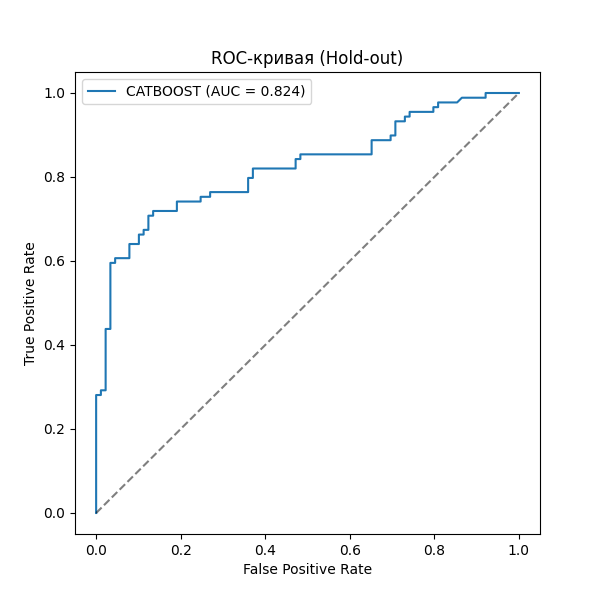 ROC-кривая (Hold-out)
CATBOOST (AUC = 0.824)
1.0
0.8
0.6
0.4
0.2
0.0
True Positive Rate
0.0 0.2 0.4 0.6 0.8 1.0
False Positive Rate